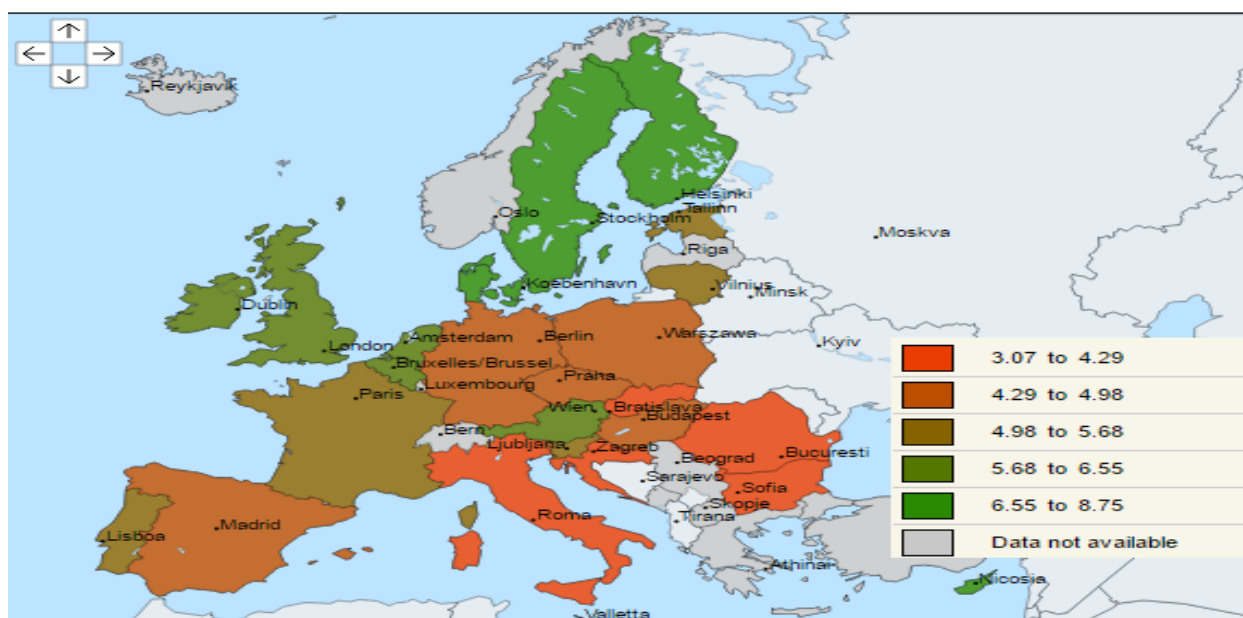 Reykjavik
Helsinki
Tallinn
Oslo
Stockholm
Moskva
Riga
Koebenhavn
Vilnius
Minsk
Dublin
London
Amsterdam
Berlin
Warszawa
Kyiv
Bruxelles/Brussel
Luxembourg
Praha
Paris
Wien
Bratislava
Budapest
Bern
Ljubljana
Zagreb
Bucuresti
Beograd
Sarajevo
Sofia
Skopje
Tirana
Roma
Madrid
Lisboa
Athinai
Nicosia
Valletta
3.07 to 4.29
4.29 to 4.98
4.98 to 5.68
5.68 to 6.55
6.55 to 8.75
Data not available